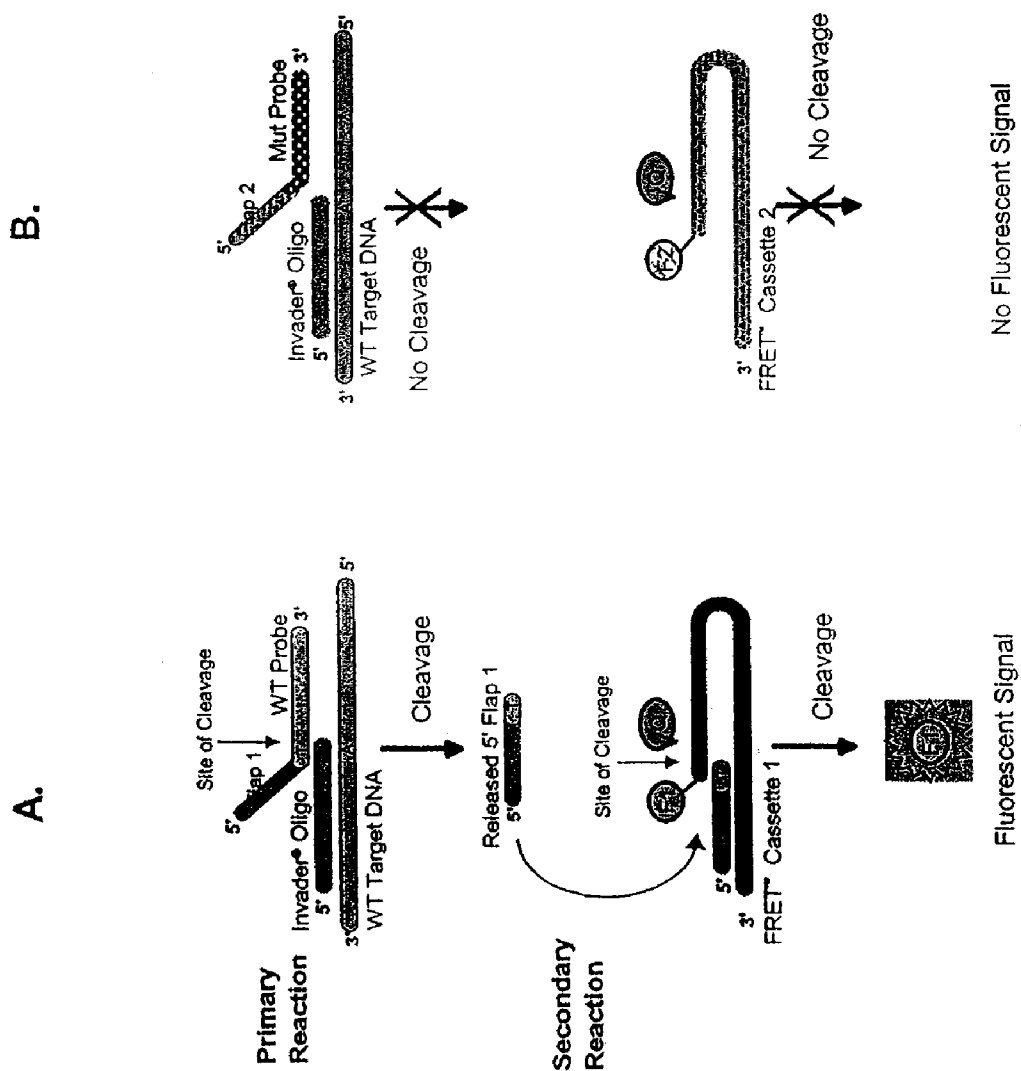 A.
Primary
Reaction
Site of Cleavage
5'
Flap 1
WT Probe
3'
Invader® Oligo
5'
3'
5'
WT Target DNA
Cleavage
Released 5' Flap 1
5'
Secondary
Reaction
Site of Cleavage
F1
Q
5'
3'
FRET™ Cassette 1
Cleavage
F1
Fluorescent Signal
B.
5'
Flap 2
Mut Probe
3'
Invader® Oligo
5'
3'
5'
WT Target DNA
No Cleavage
F2
Q
3'
FRET™ Cassette 2
No Cleavage
No Fluorescent Signal